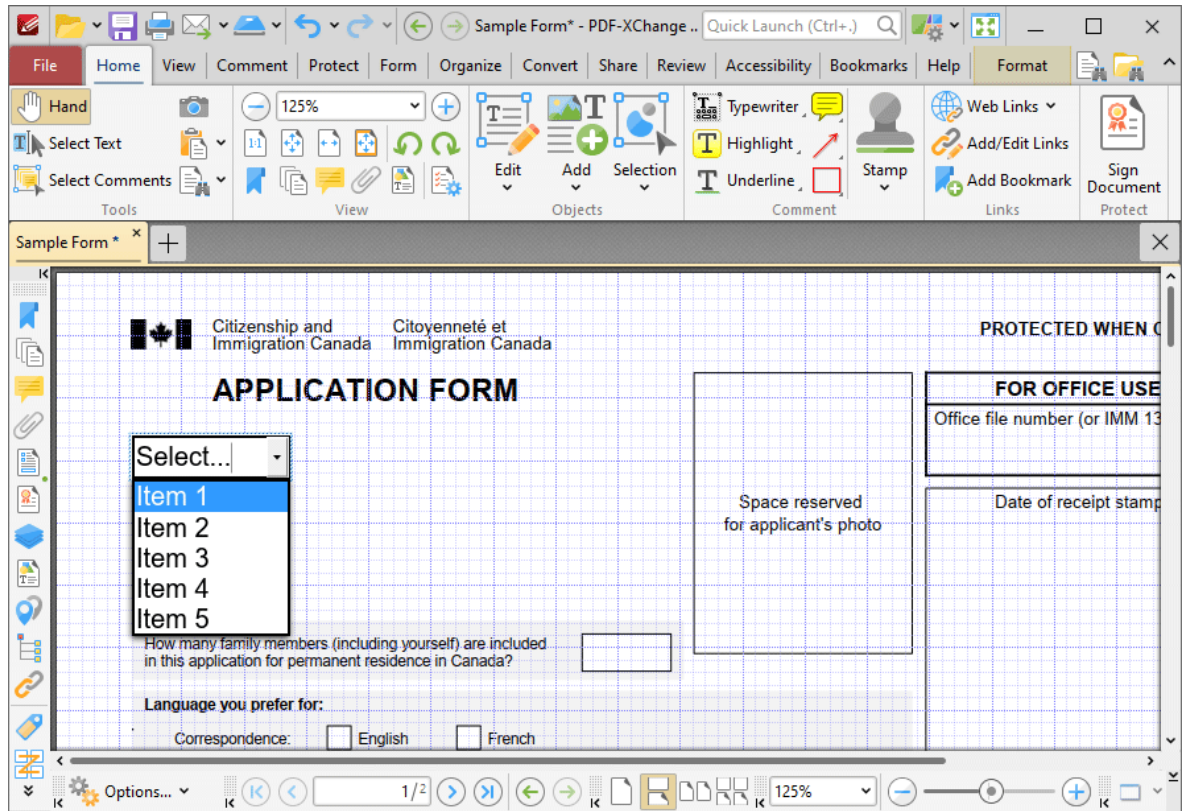 Sample Form* - PDF-XChange ..
Quick Launch (Ctrl+.)
File Home View Comment Protect Form Organize Convert Share Review Accessibility Bookmarks Help Format
Hand
Select Text
Select Comments
Tools
125%
1:1
View
Edit
Add
Selection
Objects
Typewriter
Highlight
Underline
Stamp
Comment
Web Links
Add/Edit Links
Add Bookmark
Links
Sign
Document
Protect
Sample Form *
Citizenship and
Immigration Canada
Citoyenneté et
Immigration Canada
PROTECTED WHEN
APPLICATION FORM
FOR OFFICE USE
Office file number (or IMM 13
Select...
Item 1
Item 2
Item 3
Item 4
Item 5
Space reserved
for applicant's photo
Date of receipt stamp
How many family members (including yourself) are included
in this application for permanent residence in Canada?
Language you prefer for:
Correspondence: English French
Options...
1/2
125%